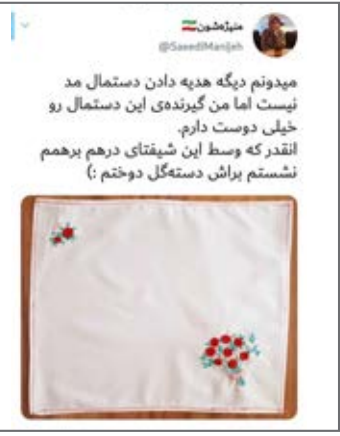 منیژه‌شون🇮🇷
@SaeediManijeh
میدونم دیگه هدیه دادن دستمال مد
نیست اما من گیرنده‌ی این دستمال رو
خیلی دوست دارم.
انقدر که وسط این شیفتای درهم برهمم
نشستم براش دسته‌گل دوختم :)